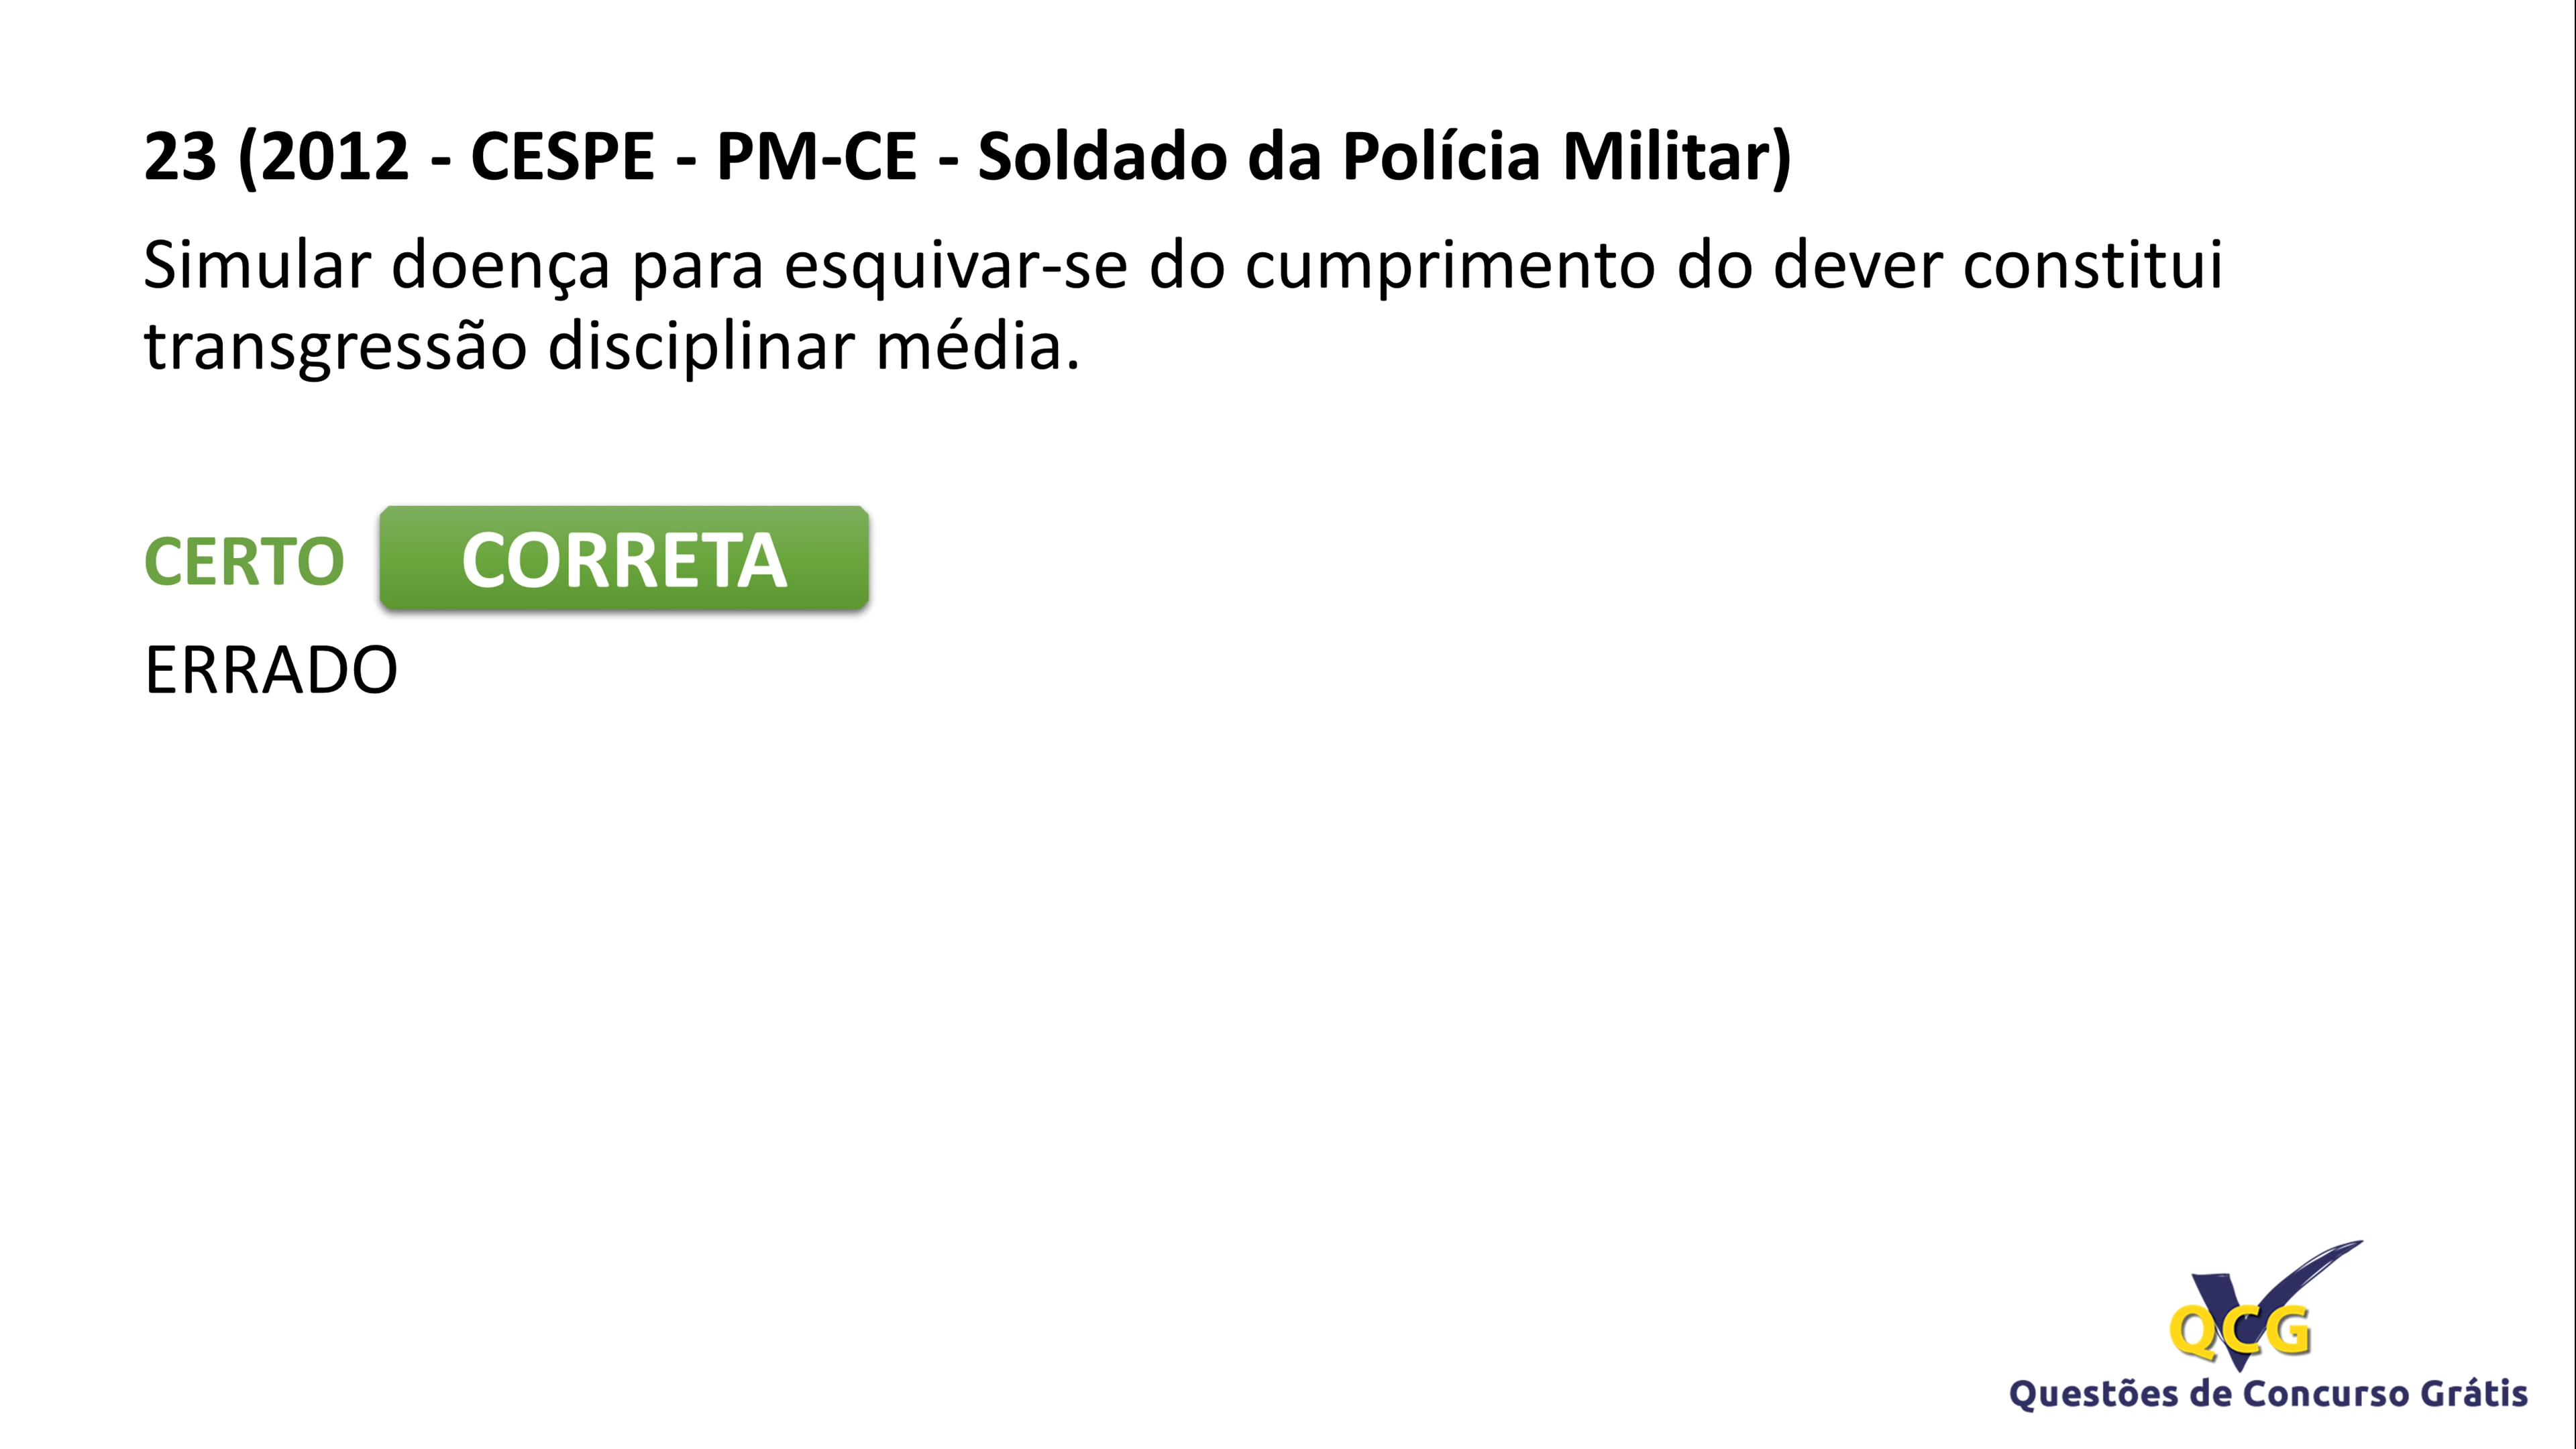 23 (2012 - CESPE - PM-CE - Soldado da Polícia Militar)
Simular doença para esquivar-se do cumprimento do dever constitui
transgressão disciplinar média.
CERTO CORRETA
ERRADO
QCG
Questões de Concurso Grátis